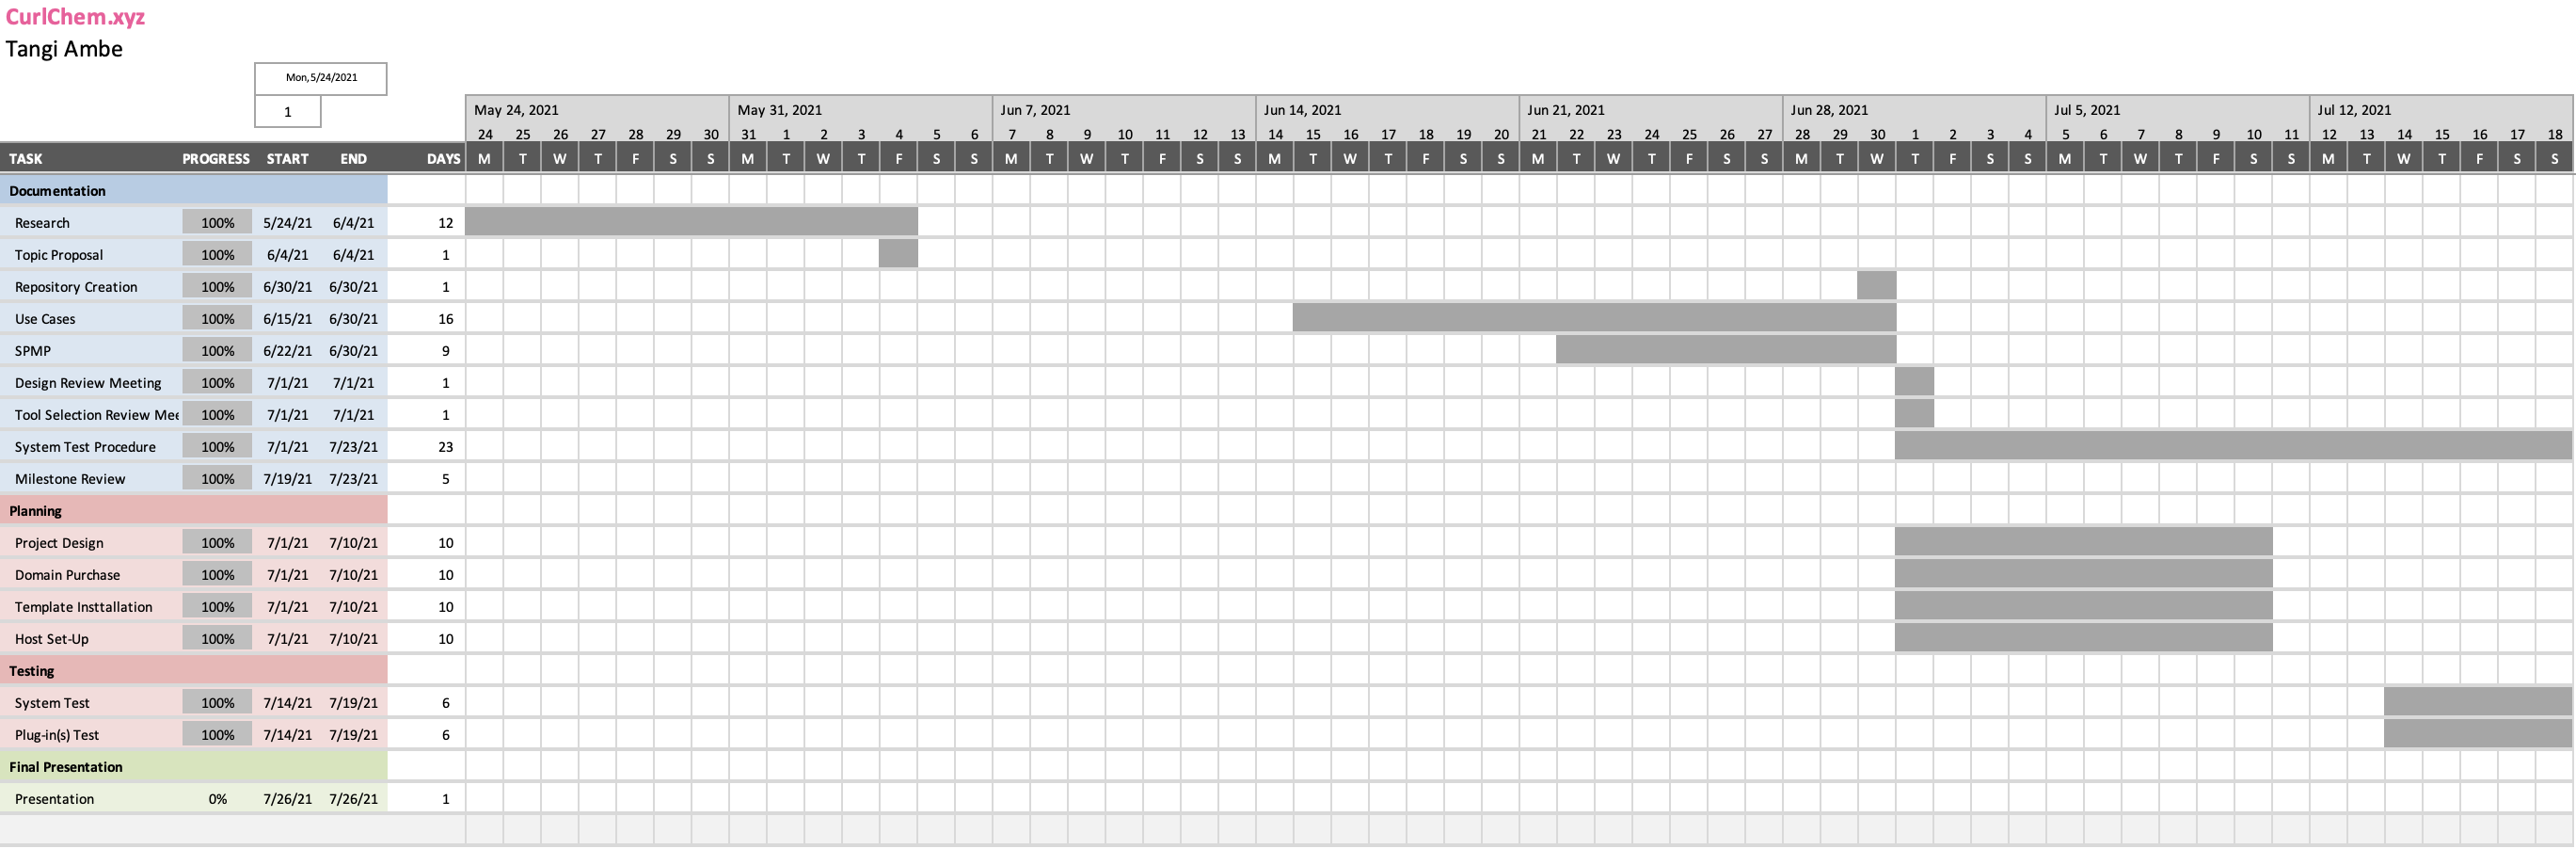 CurlChem.xyz
Tangi Ambe
Mon,5/24/2021
1
May 24, 2021 May 31, 2021 Jun 7, 2021 Jun 14, 2021 Jun 21, 2021 Jun 28, 2021 Jul 5, 2021 Jul 12, 2021
24 25 26 27 28 29 30 31 1 2 3 4 5 6 7 8 9 10 11 12 13 14 15 16 17 18 19 20 21 22 23 24 25 26 27 28 29 30 1 2 3 4 5 6 7 8 9 10 11 12 13 14 15 16 17 18
TASK PROGRESS START END DAYS M T W T F S S M T W T F S S M T W T F S S M T W T F S S M T W T F S S M T W T F S S M T W T F S S M T W T F S S
Documentation
Research 100% 5/24/21 6/4/21 12
Topic Proposal 100% 6/4/21 6/4/21 1
Repository Creation 100% 6/30/21 6/30/21 1
Use Cases 100% 6/15/21 6/30/21 16
SPMP 100% 6/22/21 6/30/21 9
Design Review Meeting 100% 7/1/21 7/1/21 1
Tool Selection Review Mee 100% 7/1/21 7/1/21 1
System Test Procedure 100% 7/1/21 7/23/21 23
Milestone Review 100% 7/19/21 7/23/21 5
Planning
Project Design 100% 7/1/21 7/10/21 10
Domain Purchase 100% 7/1/21 7/10/21 10
Template Insttallation 100% 7/1/21 7/10/21 10
Host Set-Up 100% 7/1/21 7/10/21 10
Testing
System Test 100% 7/14/21 7/19/21 6
Plug-in(s) Test 100% 7/14/21 7/19/21 6
Final Presentation
Presentation 0% 7/26/21 7/26/21 1